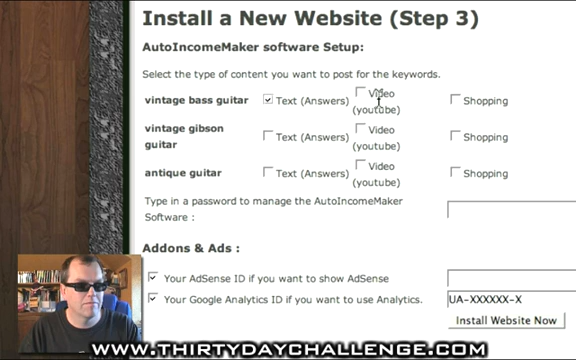 Install a New Website (Step 3)
AutoIncomeMaker software Setup:
Select the type of content you want to post for the keywords.
vintage bass guitar Text (Answers) Video (youtube) Shopping
vintage gibson guitar Text (Answers) Video (youtube) Shopping
antique guitar Text (Answers) Video (youtube) Shopping
Type in a password to manage the AutoIncomeMaker
Software :
Addons & Ads :
Your AdSense ID if you want to show AdSense
Your Google Analytics ID if you want to use Analytics. UA-XXXXXX-X
Install Website Now
WWW.THIRTYDAYCHALLENGE.COM